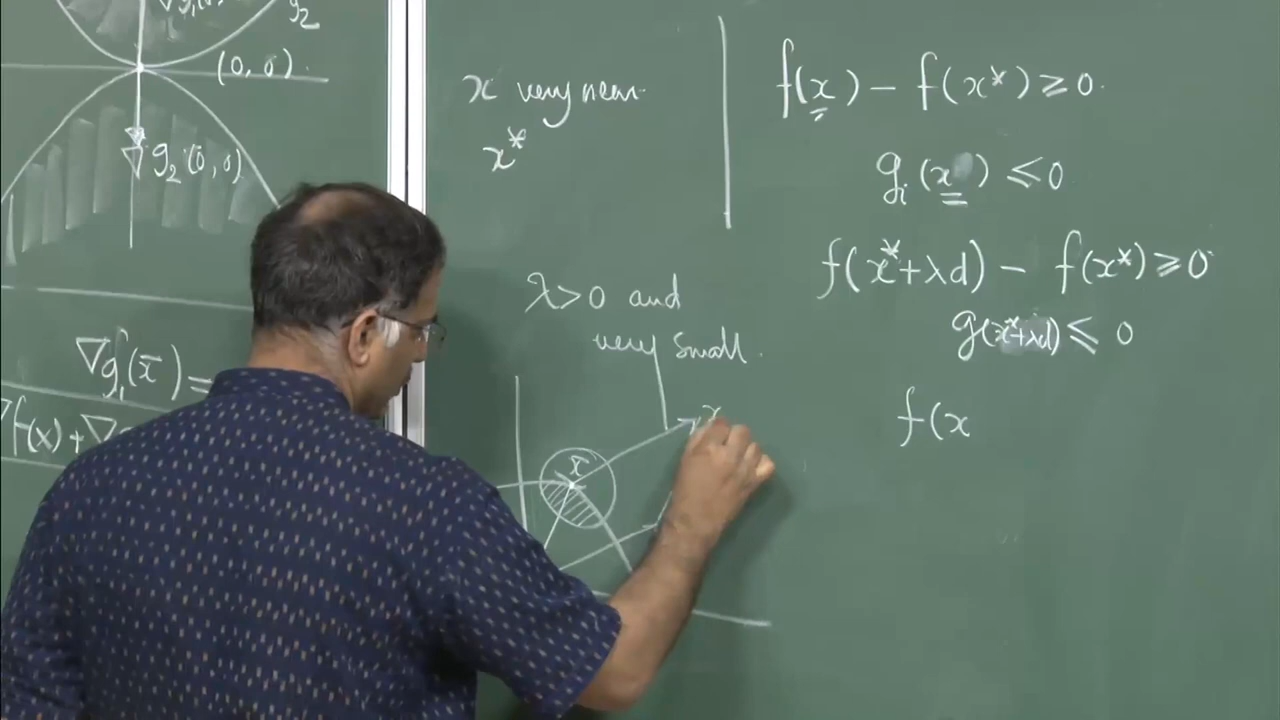 g₂
(0, 0)
∇g₂(0, 0)
∇g₁(x̄) =
∇f(x) + ∇
x very near
x*
λ>0 and
very small.
x̄
x
f(x) − f(x*) ≥ 0.
gᵢ(x) ≤ 0
f(x*+λd) − f(x*) ≥ 0
g(x*+λd) ≤ 0
f(x